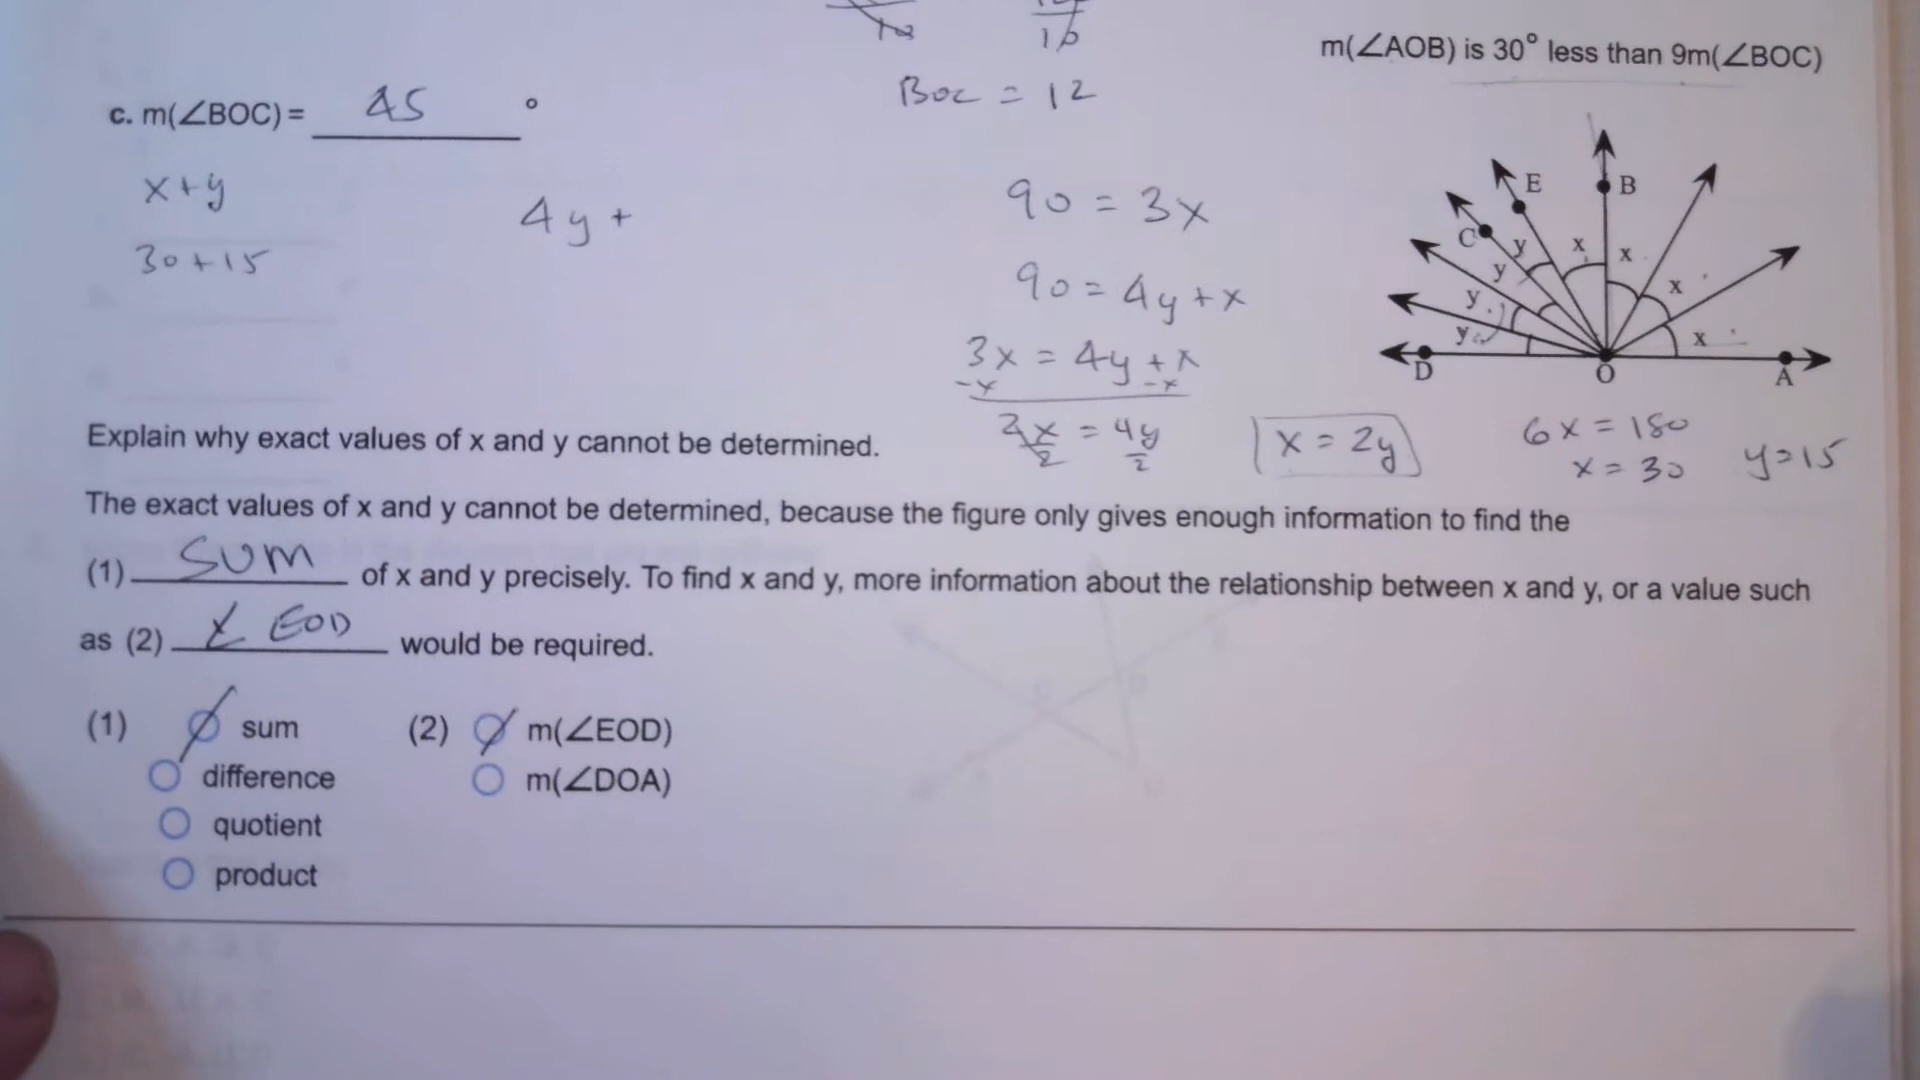 m(∠AOB) is 30° less than 9m(∠BOC)
10
BOC = 12
c. m(∠BOC) = 45 °
x + y
30 + 15
4y +
90 = 3x
90 = 4y + x
3x = 4y + x
-x -x
2x = 4y
2 2
x = 2y
6x = 180
x = 30
y = 15
E
B
C
y
x
x
y
x
y
x
y
D
O
A
Explain why exact values of x and y cannot be determined.
The exact values of x and y cannot be determined, because the figure only gives enough information to find the
(1) SUM of x and y precisely. To find x and y, more information about the relationship between x and y, or a value such
as (2) ∠ EOD would be required.
(1) sum
difference
quotient
product
(2) m(∠EOD)
m(∠DOA)